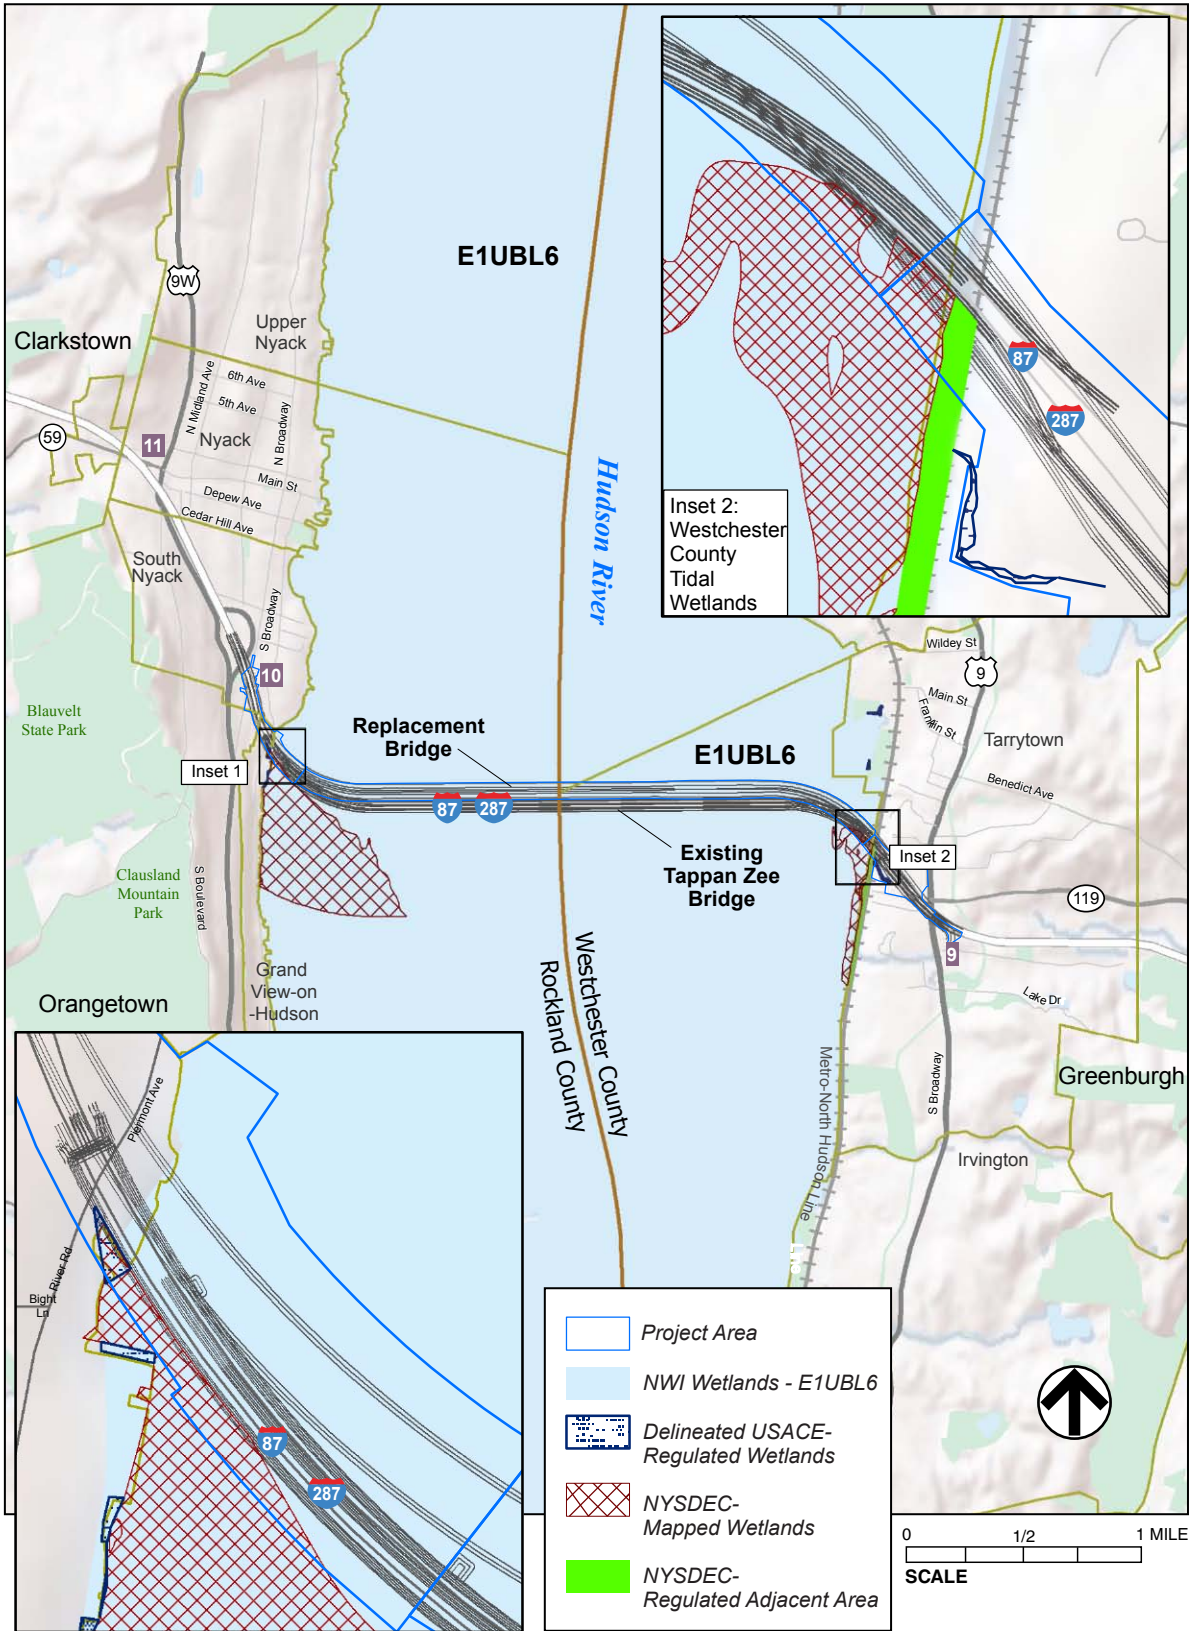 E1UBL6
9W
Upper
Nyack
Clarkstown
6th Ave
N Midland Ave
5th Ave
N Broadway
59
11
Nyack
Main St
Depew Ave
Cedar Hill Ave
South
Nyack
S Broadway
10
Hudson River
87
287
Inset 2:
Westchester
County
Tidal
Wetlands
Wildey St
9
Main St
Franklin St
Tarrytown
Benedict Ave
Blauvelt
State Park
Replacement
Bridge
E1UBL6
Inset 1
87
287
Existing
Tappan Zee
Bridge
Inset 2
119
9
Clausland
Mountain
Park
S Boulevard
Grand
View-on
-Hudson
Orangetown
Westchester County
Rockland County
Lake Dr
Metro-North Hudson Line
S Broadway
Greenburgh
Irvington
Line
Piermont Ave
River Rd
Bight
Ln
87
287
Project Area
NWI Wetlands - E1UBL6
Delineated USACE-
Regulated Wetlands
NYSDEC-
Mapped Wetlands
NYSDEC-
Regulated Adjacent Area
0 1/2 1 MILE
SCALE